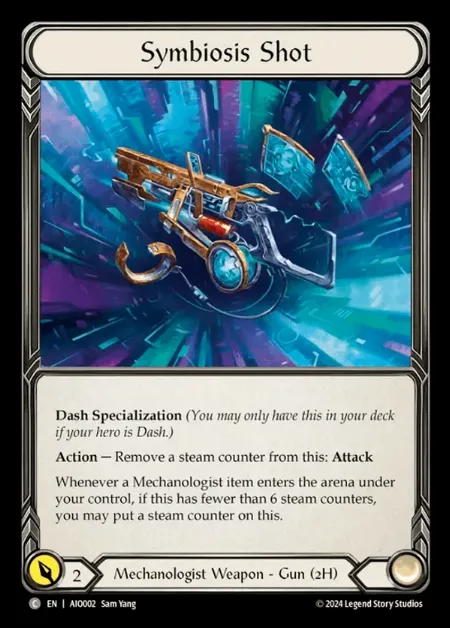 Symbiosis Shot
Dash Specialization (You may only have this in your deck
if your hero is Dash.)
Action — Remove a steam counter from this: Attack
Whenever a Mechanologist item enters the arena under
your control, if this has fewer than 6 steam counters,
you may put a steam counter on this.
2
Mechanologist Weapon - Gun (2H)
C EN | AIO002 Sam Yang
© 2024 Legend Story Studios